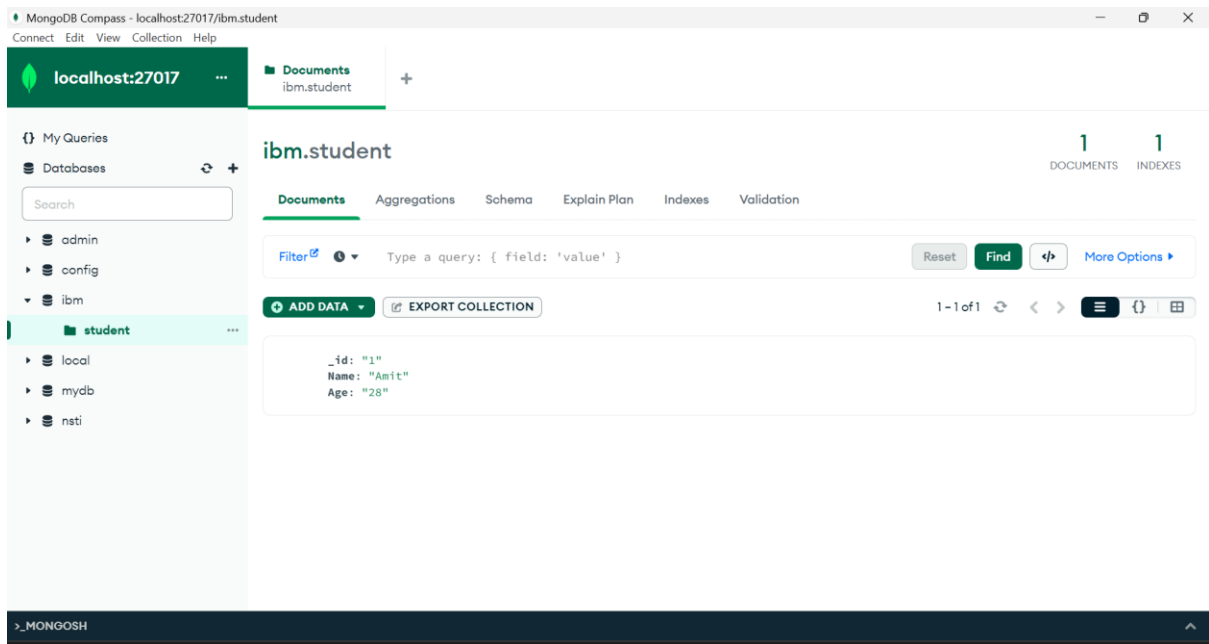 MongoDB Compass - localhost:27017/ibm.student
Connect Edit View Collection Help
localhost:27017 ...
Documents
ibm.student
My Queries
Databases
Search
admin
config
ibm
student ...
local
mydb
nsti
ibm.student
1 DOCUMENTS
1 INDEXES
Documents Aggregations Schema Explain Plan Indexes Validation
Filter Type a query: { field: 'value' } Reset Find </> More Options
ADD DATA EXPORT COLLECTION 1 – 1 of 1 {}
_id: "1"
Name: "Amit"
Age: "28"
>_MONGOSH